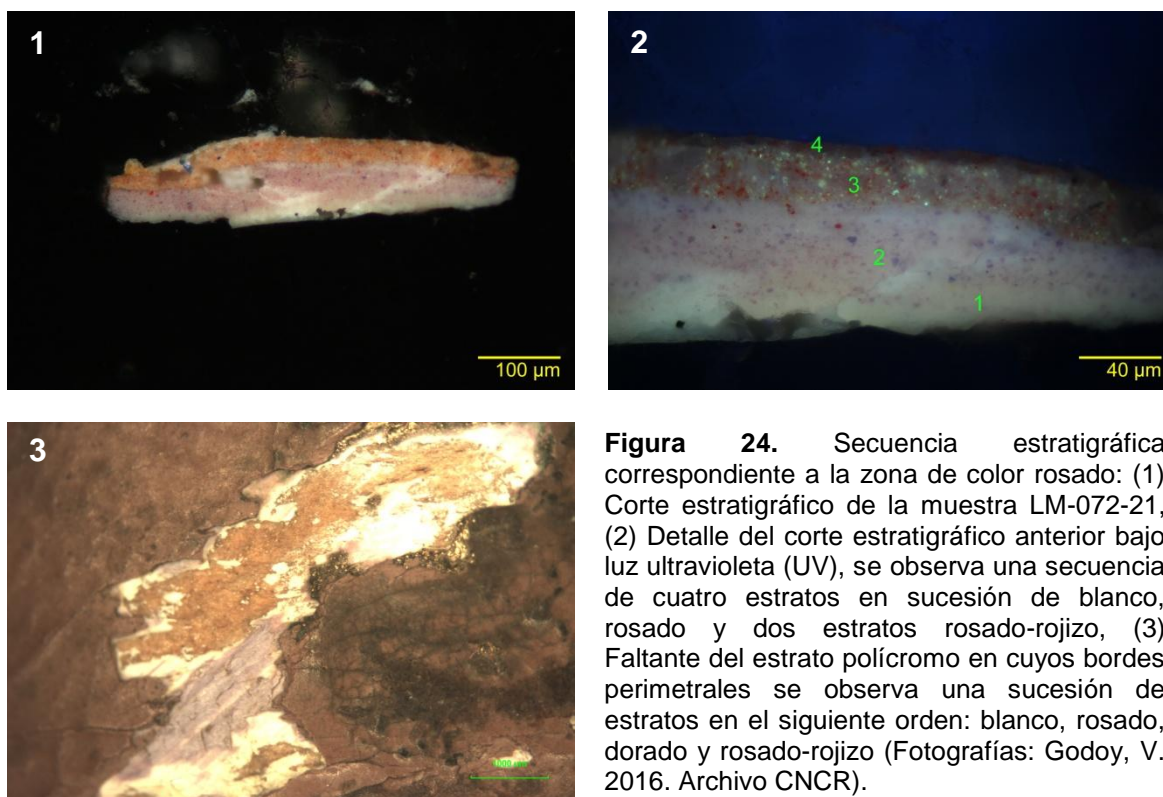 1
100 µm
2
4
3
2
1
40 µm
3
Figura 24. Secuencia estratigráfica
correspondiente a la zona de color rosado: (1)
Corte estratigráfico de la muestra LM-072-21,
(2) Detalle del corte estratigráfico anterior bajo
luz ultravioleta (UV), se observa una secuencia
de cuatro estratos en sucesión de blanco,
rosado y dos estratos rosado-rojizo, (3)
Faltante del estrato polícromo en cuyos bordes
perimetrales se observa una sucesión de
estratos en el siguiente orden: blanco, rosado,
dorado y rosado-rojizo (Fotografías: Godoy, V.
2016. Archivo CNCR).